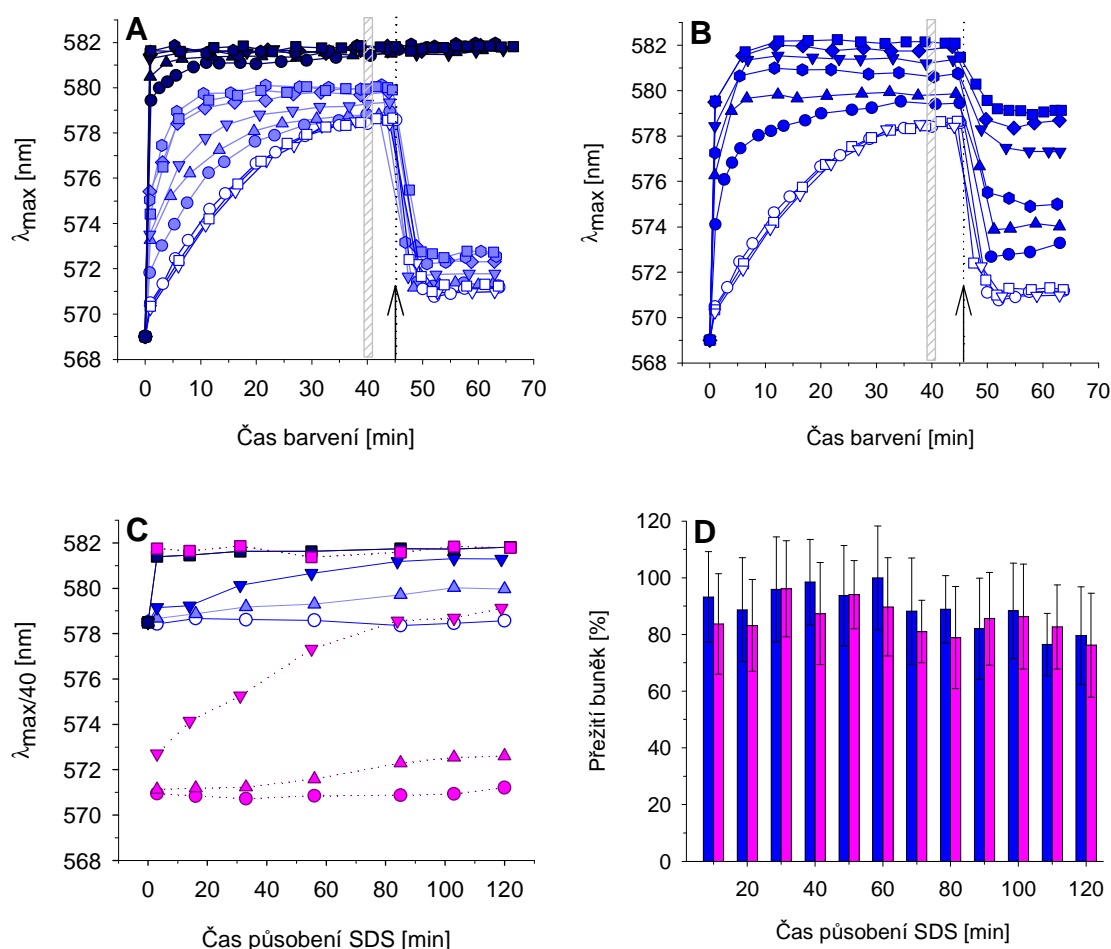 A
B
582
580
578
576
574
572
570
568
λmax [nm]
0 10 20 30 40 50 60 70
Čas barvení [min]
582
580
578
576
574
572
570
568
λmax [nm]
0 10 20 30 40 50 60 70
Čas barvení [min]
C
D
582
580
578
576
574
572
570
568
λmax/40 [nm]
0 20 40 60 80 100 120
Čas působení SDS [min]
120
100
80
60
40
20
0
Přežití buněk [%]
20 40 60 80 100 120
Čas působení SDS [min]